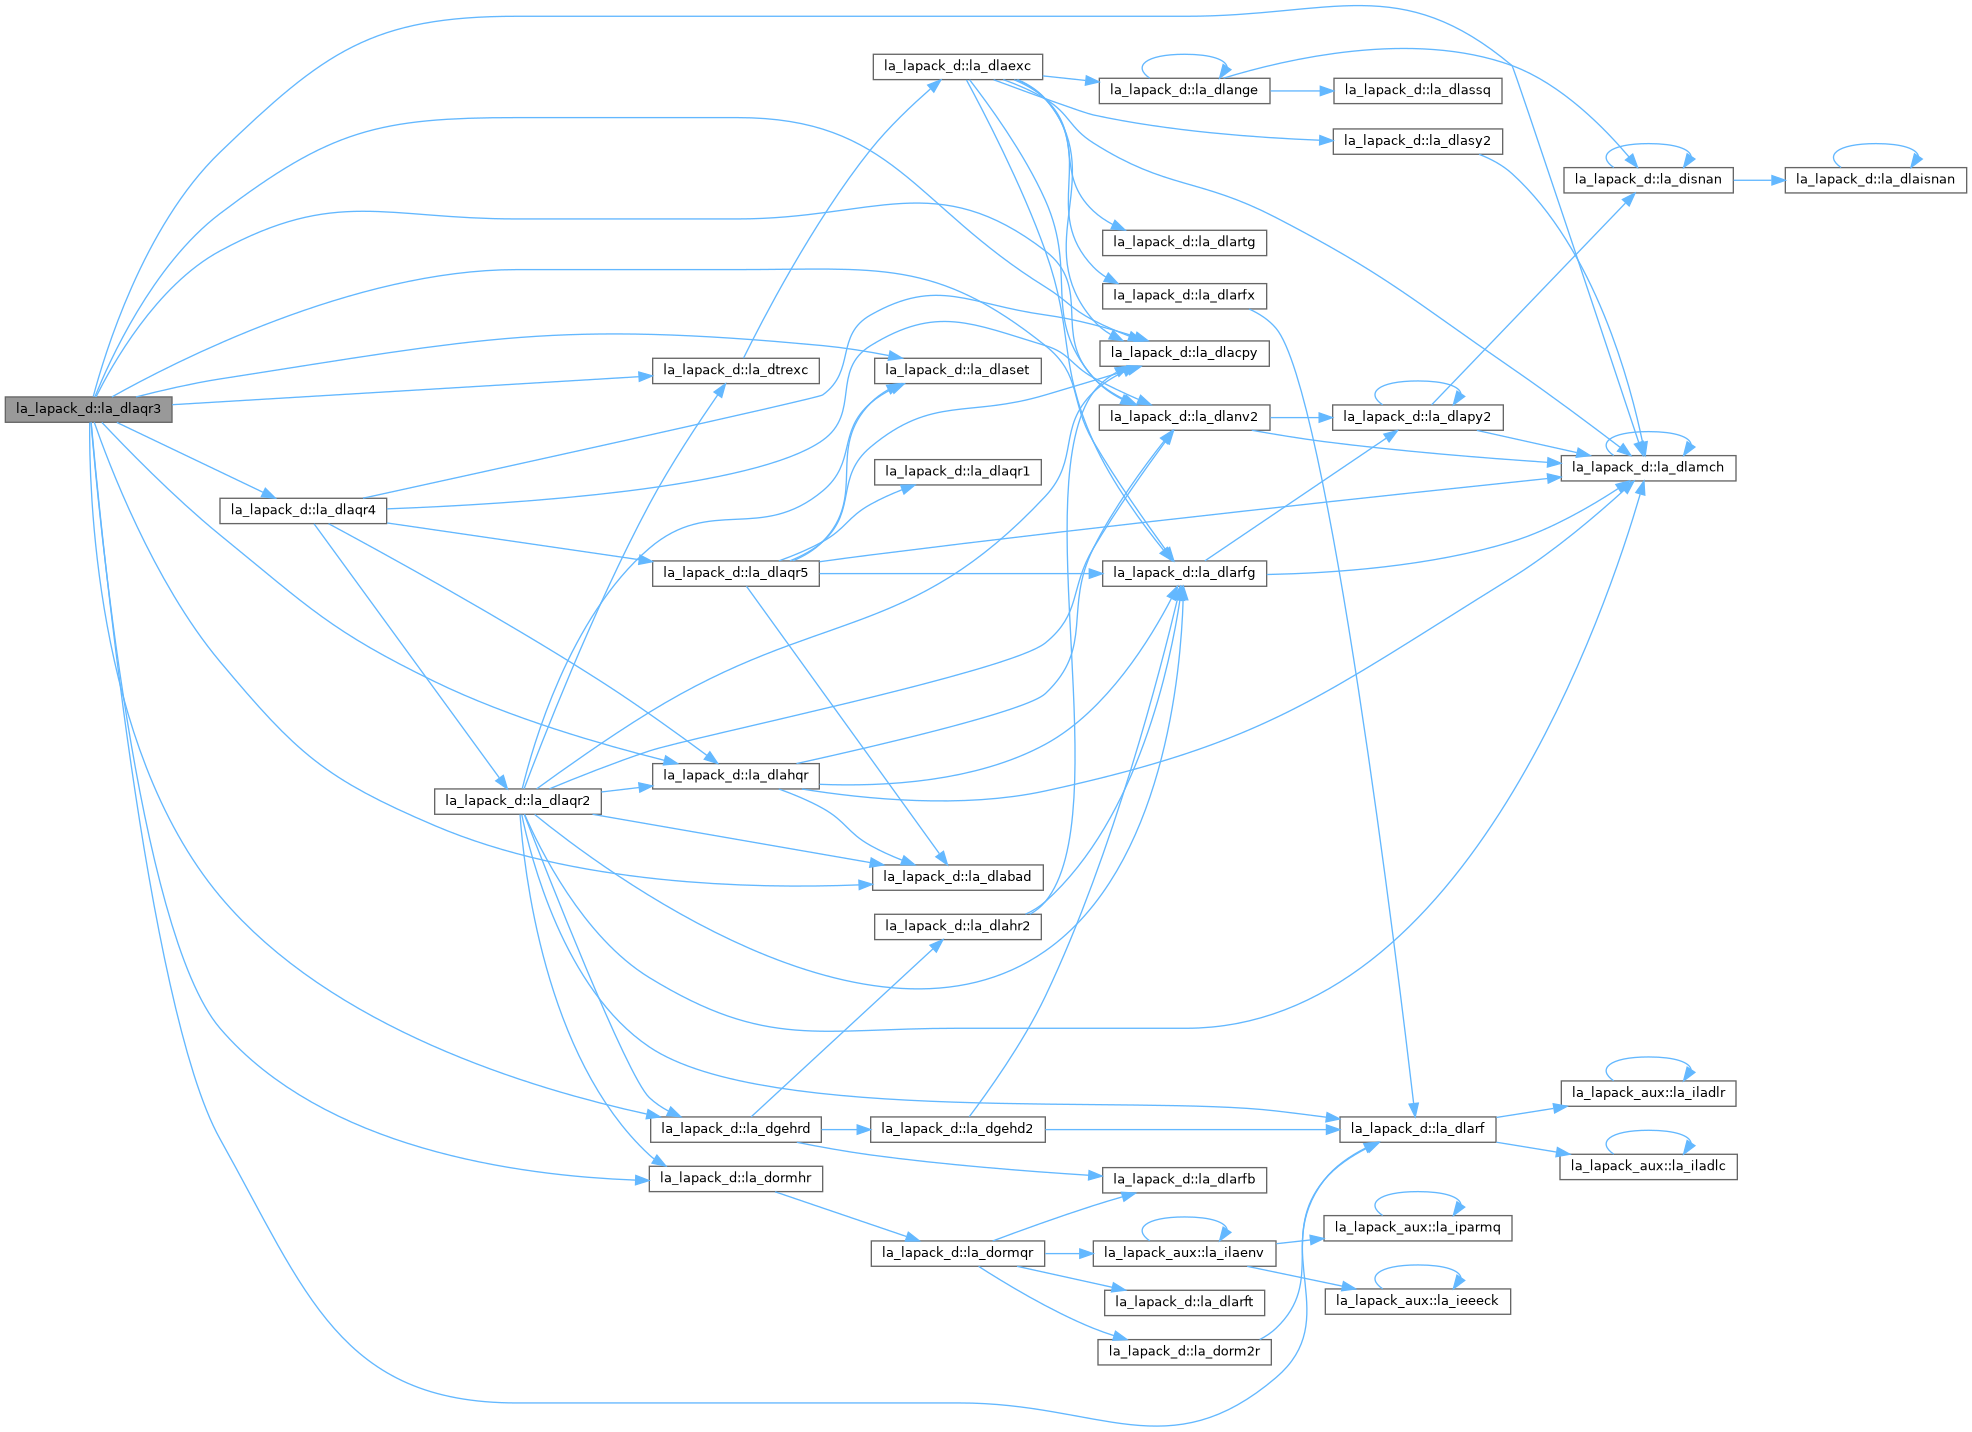 la_lapack_d::la_dlaqr3
la_lapack_d::la_dlaqr4
la_lapack_d::la_dlaqr2
la_lapack_d::la_dtrexc
la_lapack_d::la_dlaqr5
la_lapack_d::la_dlahqr
la_lapack_d::la_dgehrd
la_lapack_d::la_dormhr
la_lapack_d::la_dlaexc
la_lapack_d::la_dlaset
la_lapack_d::la_dlaqr1
la_lapack_d::la_dlabad
la_lapack_d::la_dlahr2
la_lapack_d::la_dgehd2
la_lapack_d::la_dormqr
la_lapack_d::la_dlange
la_lapack_d::la_dlartg
la_lapack_d::la_dlarfx
la_lapack_d::la_dlacpy
la_lapack_d::la_dlanv2
la_lapack_d::la_dlarfg
la_lapack_d::la_dlarfb
la_lapack_aux::la_ilaenv
la_lapack_d::la_dlarft
la_lapack_d::la_dorm2r
la_lapack_d::la_dlassq
la_lapack_d::la_dlasy2
la_lapack_d::la_dlapy2
la_lapack_d::la_dlarf
la_lapack_aux::la_iparmq
la_lapack_aux::la_ieeeck
la_lapack_d::la_disnan
la_lapack_d::la_dlamch
la_lapack_aux::la_iladlr
la_lapack_aux::la_iladlc
la_lapack_d::la_dlaisnan